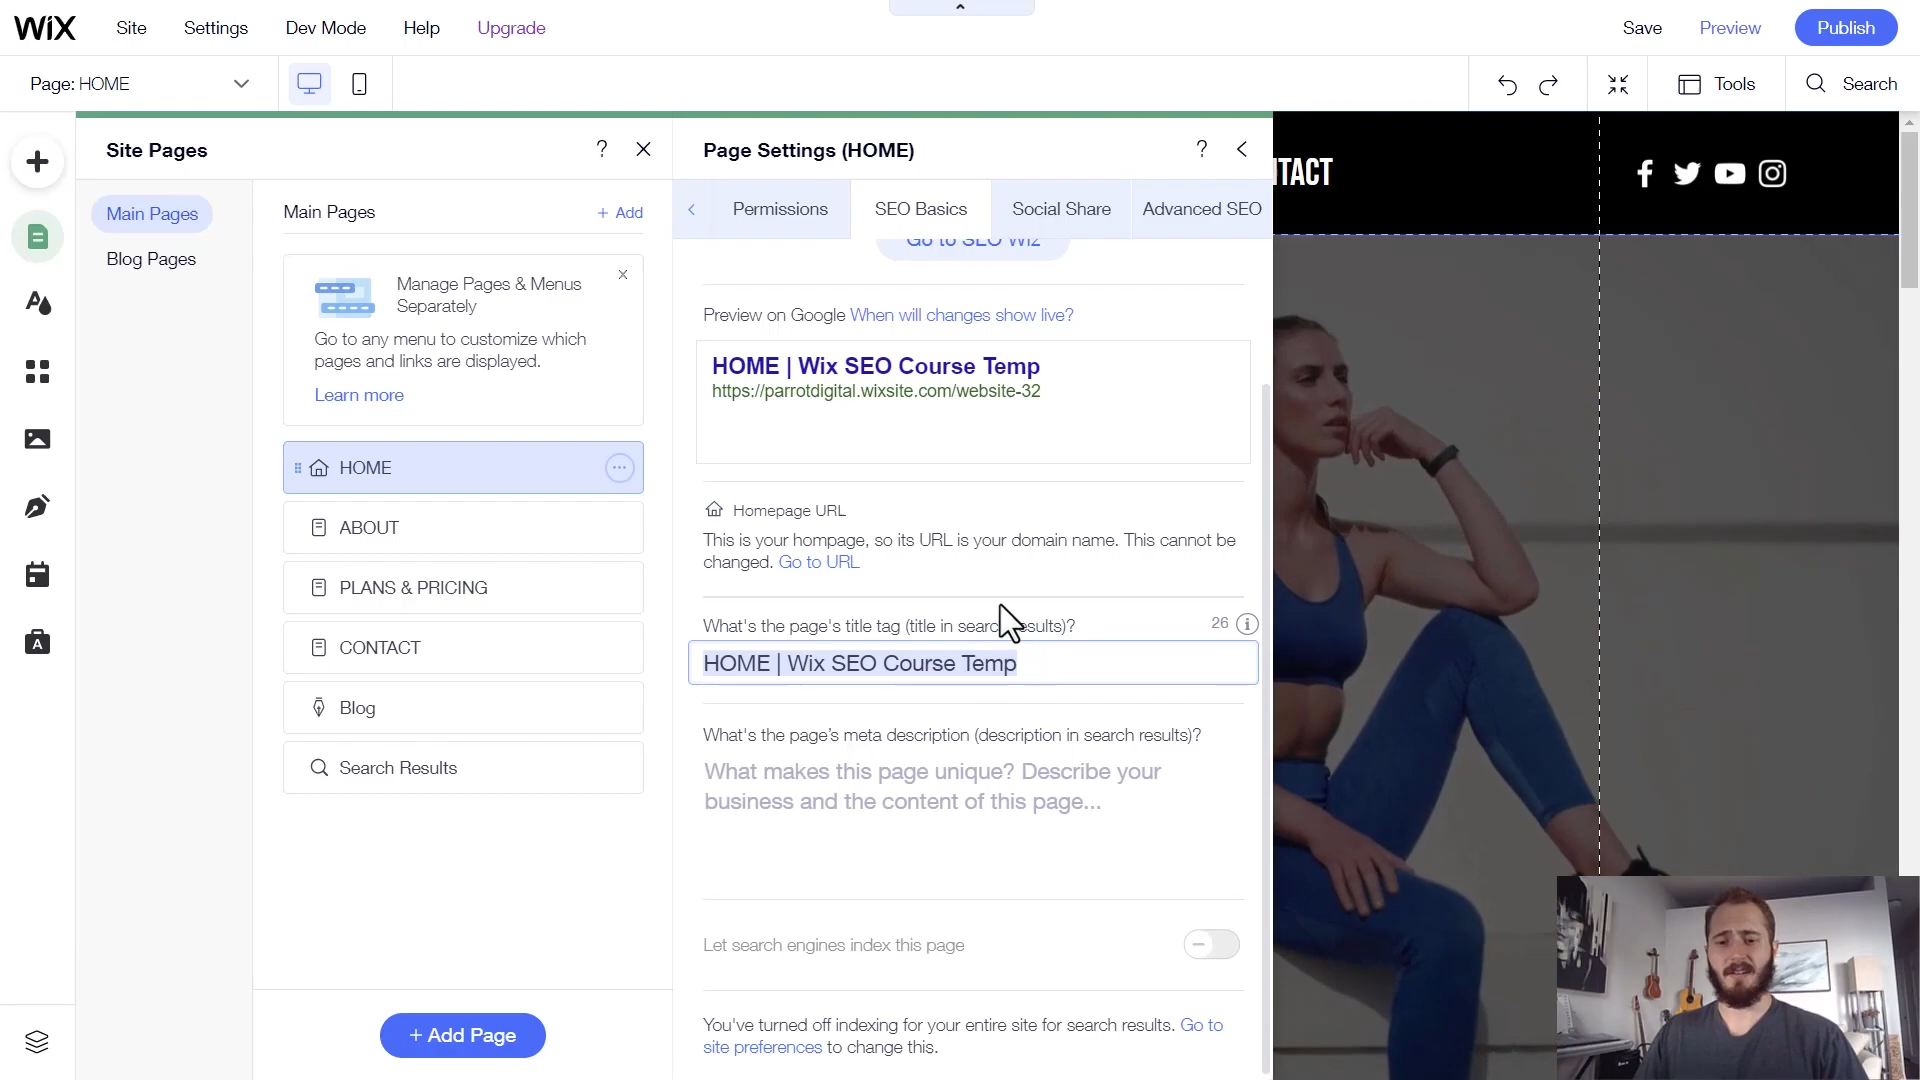 WiX
Site
Settings
Dev Mode
Help
Upgrade
Save
Preview
Publish
Page: HOME
Tools
Search
Site Pages
?
Page Settings (HOME)
?
Main Pages
Blog Pages
Main Pages
+ Add
Manage Pages & Menus
Separately
Go to any menu to customize which
pages and links are displayed.
Learn more
HOME
ABOUT
PLANS & PRICING
CONTACT
Blog
Search Results
+ Add Page
Permissions
SEO Basics
Social Share
Advanced SEO
Go to SEO Wiz
Preview on Google When will changes show live?
HOME | Wix SEO Course Temp
https://parrotdigital.wixsite.com/website-32
Homepage URL
This is your hompage, so its URL is your domain name. This cannot be
changed. Go to URL
What's the page's title tag (title in search results)?
26
HOME | Wix SEO Course Temp
What's the page's meta description (description in search results)?
What makes this page unique? Describe your
business and the content of this page...
Let search engines index this page
You've turned off indexing for your entire site for search results. Go to
site preferences to change this.
NTACT